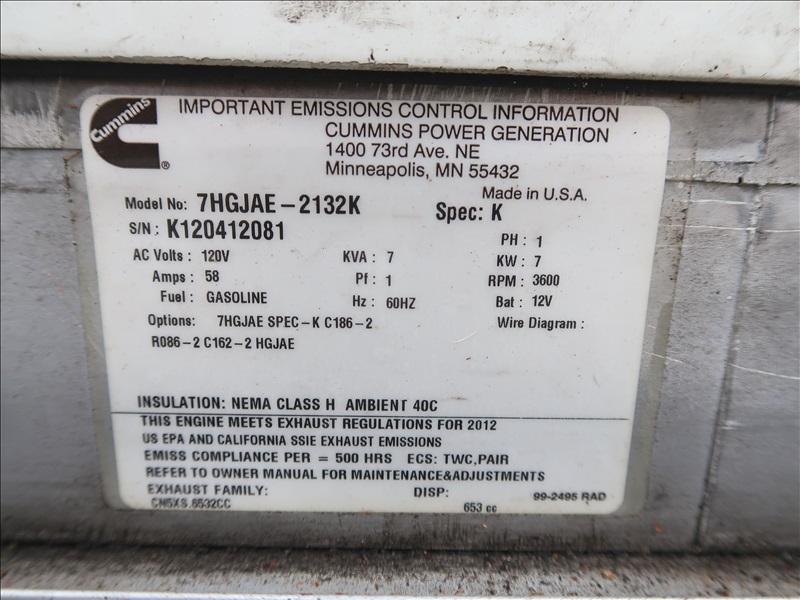 Cummins
IMPORTANT EMISSIONS CONTROL INFORMATION
CUMMINS POWER GENERATION
1400 73rd Ave. NE
Minneapolis, MN 55432
Made in U.S.A.
Model No: 7HGJAE-2132K Spec: K
S/N : K120412081
PH : 1
AC Volts : 120V KVA : 7 KW : 7
Amps : 58 Pf : 1 RPM : 3600
Fuel : GASOLINE Hz : 60HZ Bat : 12V
Options: 7HGJAE SPEC-K C186-2 Wire Diagram :
R086-2 C162-2 HGJAE
INSULATION: NEMA CLASS H AMBIENT 40C
THIS ENGINE MEETS EXHAUST REGULATIONS FOR 2012
US EPA AND CALIFORNIA SSIE EXHAUST EMISSIONS
EMISS COMPLIANCE PER = 500 HRS ECS: TWC,PAIR
REFER TO OWNER MANUAL FOR MAINTENANCE&ADJUSTMENTS
EXHAUST FAMILY: DISP: 99-2495 RAD
CN5XS.6532CC 653 cc